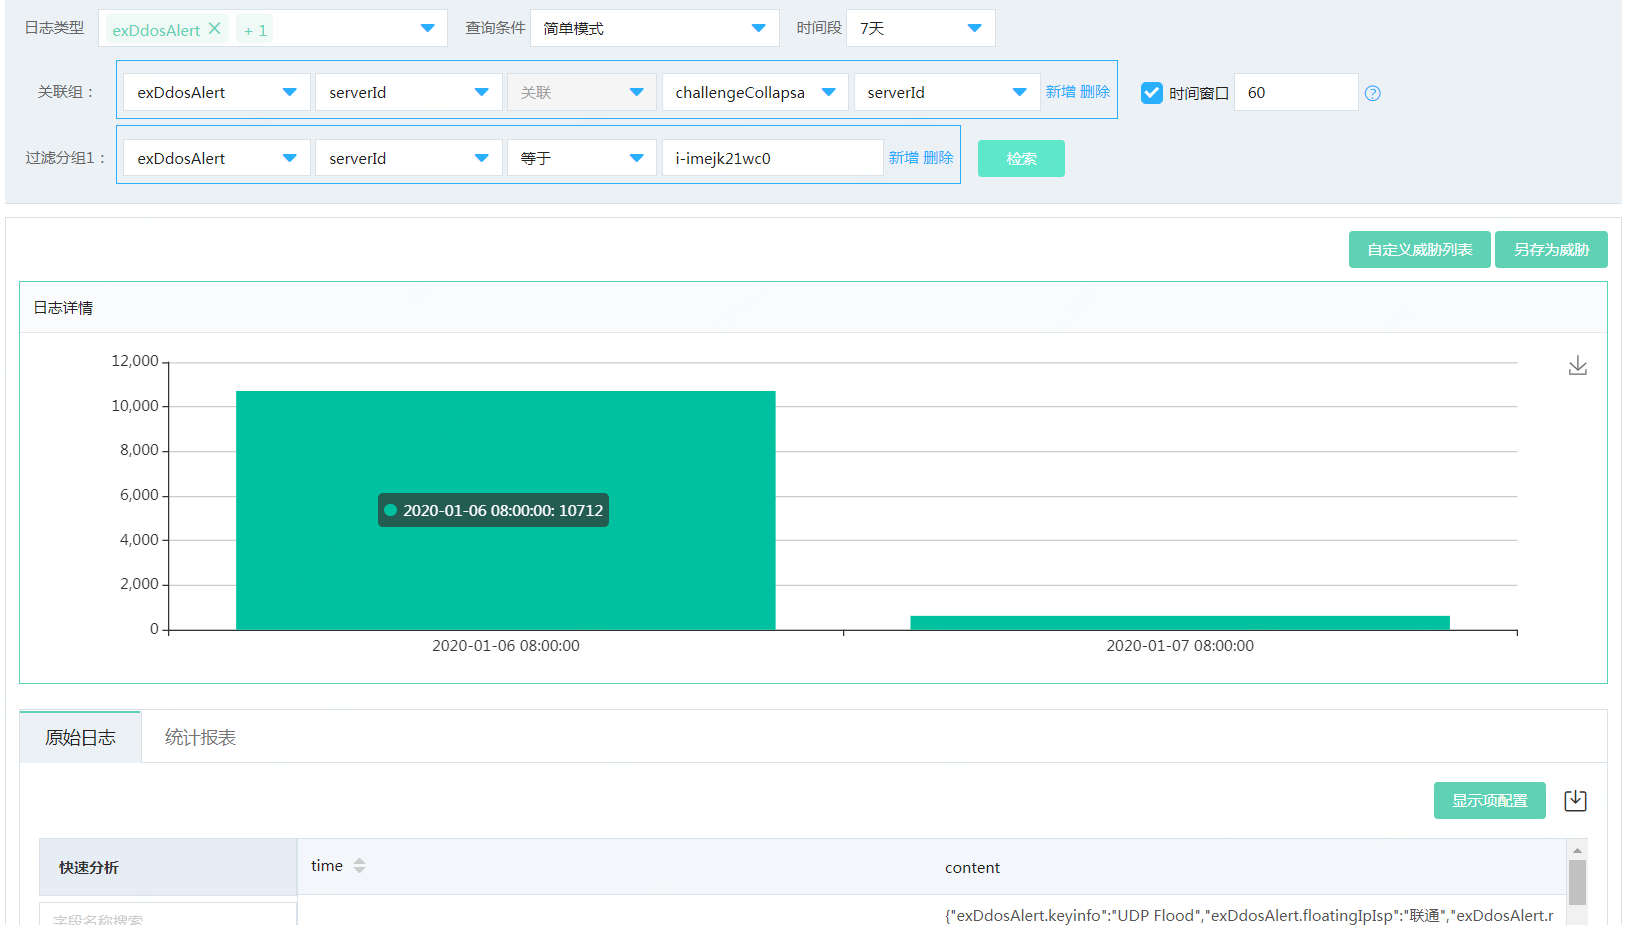 日志类型 exDdosAlert + 1 查询条件 简单模式 时间段 7天
关联组： exDdosAlert serverId 关联 challengeCollapsa serverId 新增 删除 时间窗口 60 ?
过滤分组1： exDdosAlert serverId 等于 i-imejk21wc0 新增 删除 检索
自定义威胁列表 另存为威胁
日志详情
12,000
10,000
8,000
6,000
2020-01-06 08:00:00: 10712
4,000
2,000
0
2020-01-06 08:00:00 2020-01-07 08:00:00
原始日志 统计报表
显示项配置
快速分析 time content
字段名称搜索 {"exDdosAlert.keyinfo":"UDP Flood","exDdosAlert.floatingIpIsp":"联通","exDdosAlert.r